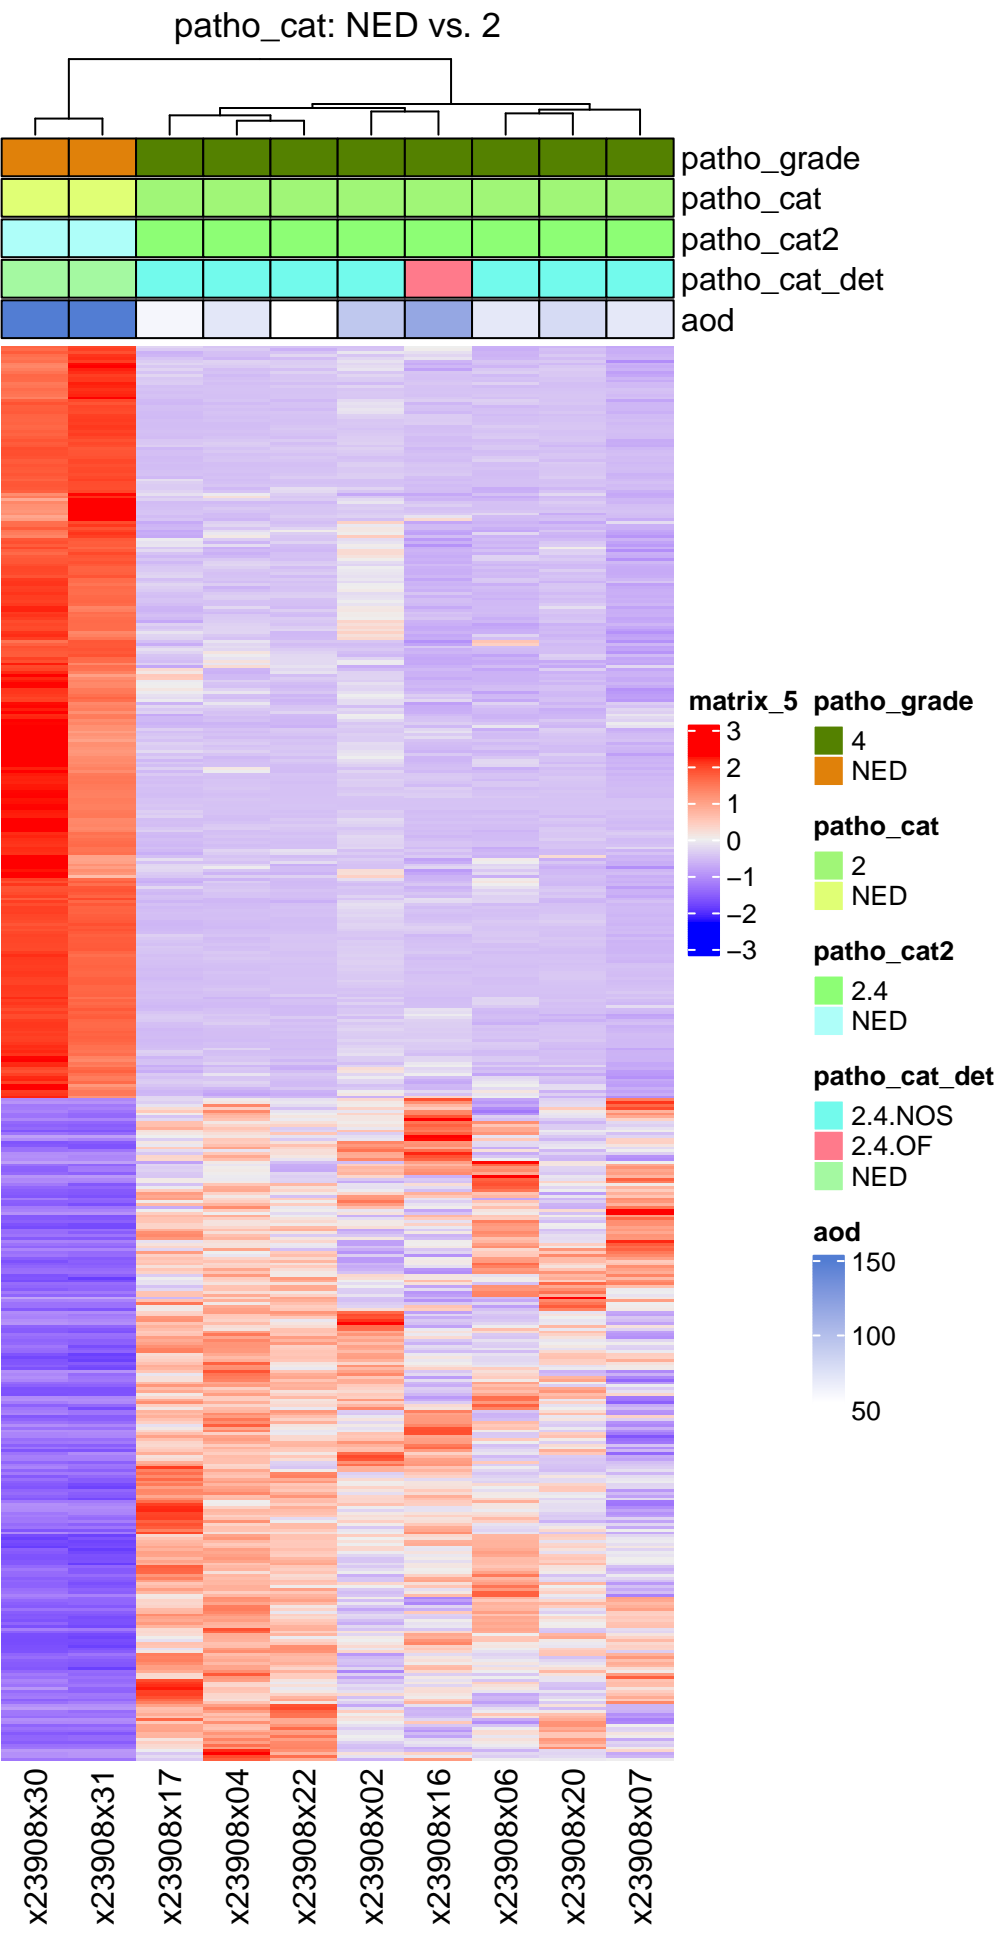 patho_cat: NED vs. 2
patho_grade
patho_cat
patho_cat2
patho_cat_det
aod
matrix_5
3
2
1
0
−1
−2
−3
patho_grade
4
NED
patho_cat
2
NED
patho_cat2
2.4
NED
patho_cat_det
2.4.NOS
2.4.OF
NED
aod
150
100
50
x23908x30
x23908x31
x23908x17
x23908x04
x23908x22
x23908x02
x23908x16
x23908x06
x23908x20
x23908x07